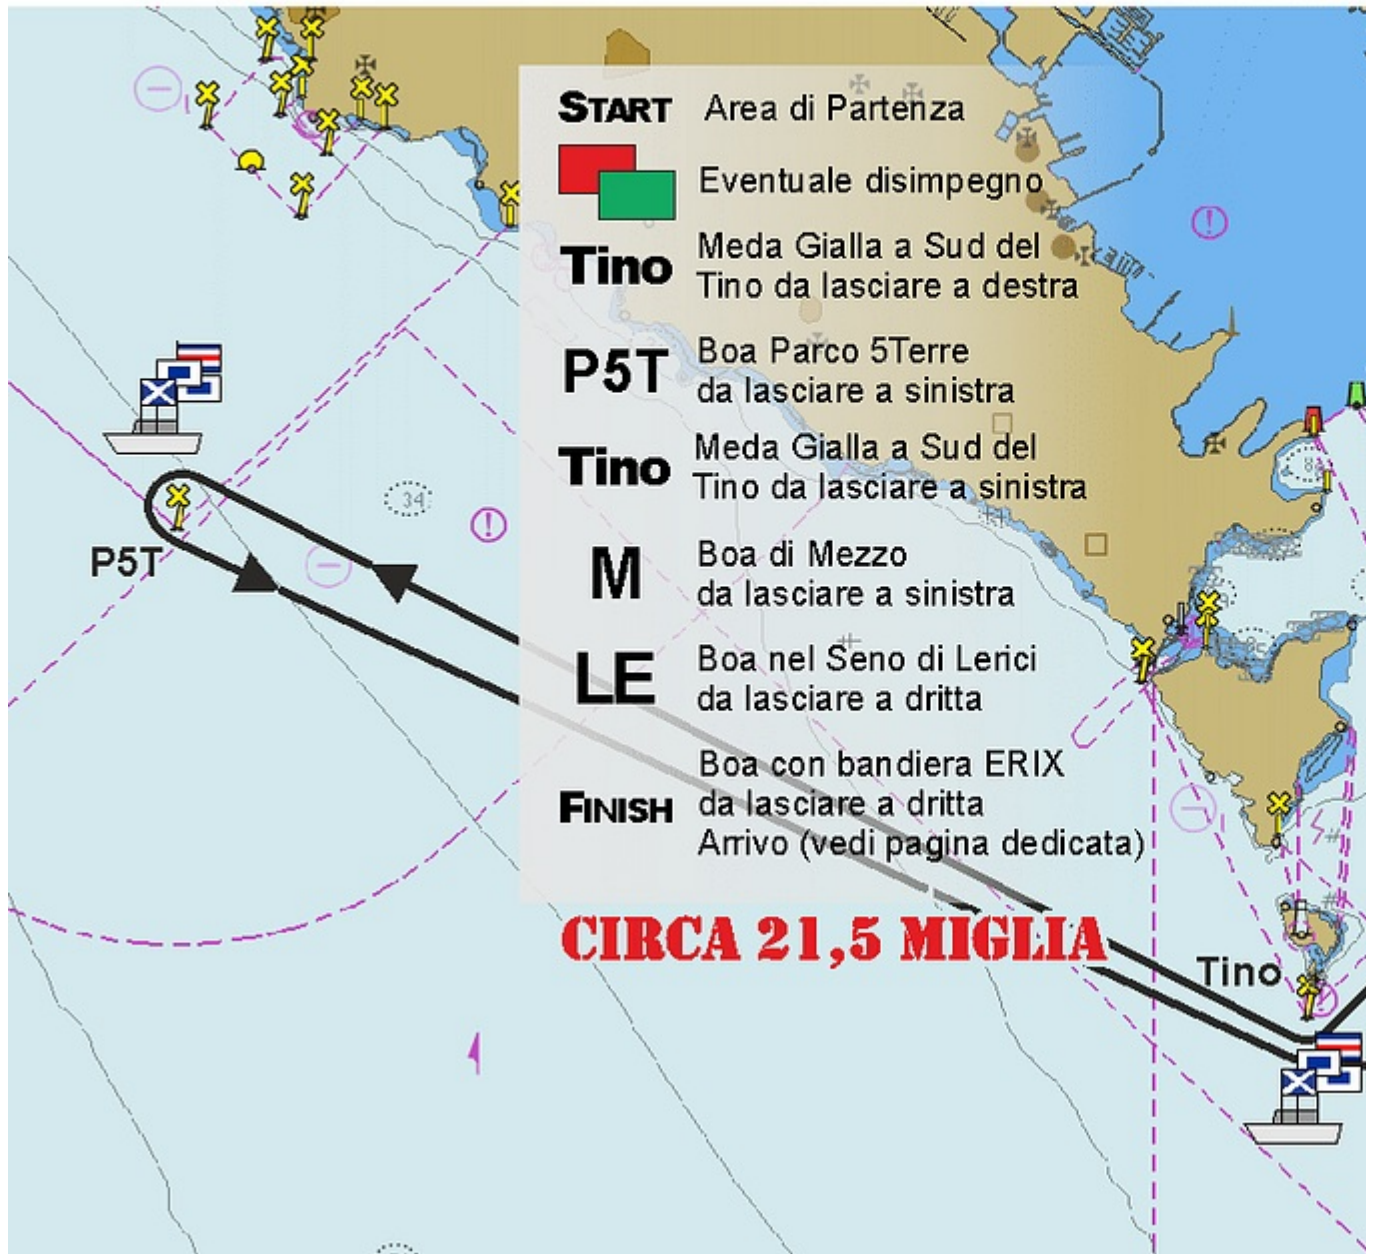 START Area di Partenza
Eventuale disimpegno
Tino Meda Gialla a Sud del
Tino da lasciare a destra
P5T Boa Parco 5Terre
da lasciare a sinistra
Tino Meda Gialla a Sud del
Tino da lasciare a sinistra
M Boa di Mezzo
da lasciare a sinistra
LE Boa nel Seno di Lerici
da lasciare a dritta
Boa con bandiera ERIX
FINISH da lasciare a dritta
Arrivo (vedi pagina dedicata)
CIRCA 21,5 MIGLIA
34
P5T
Tino